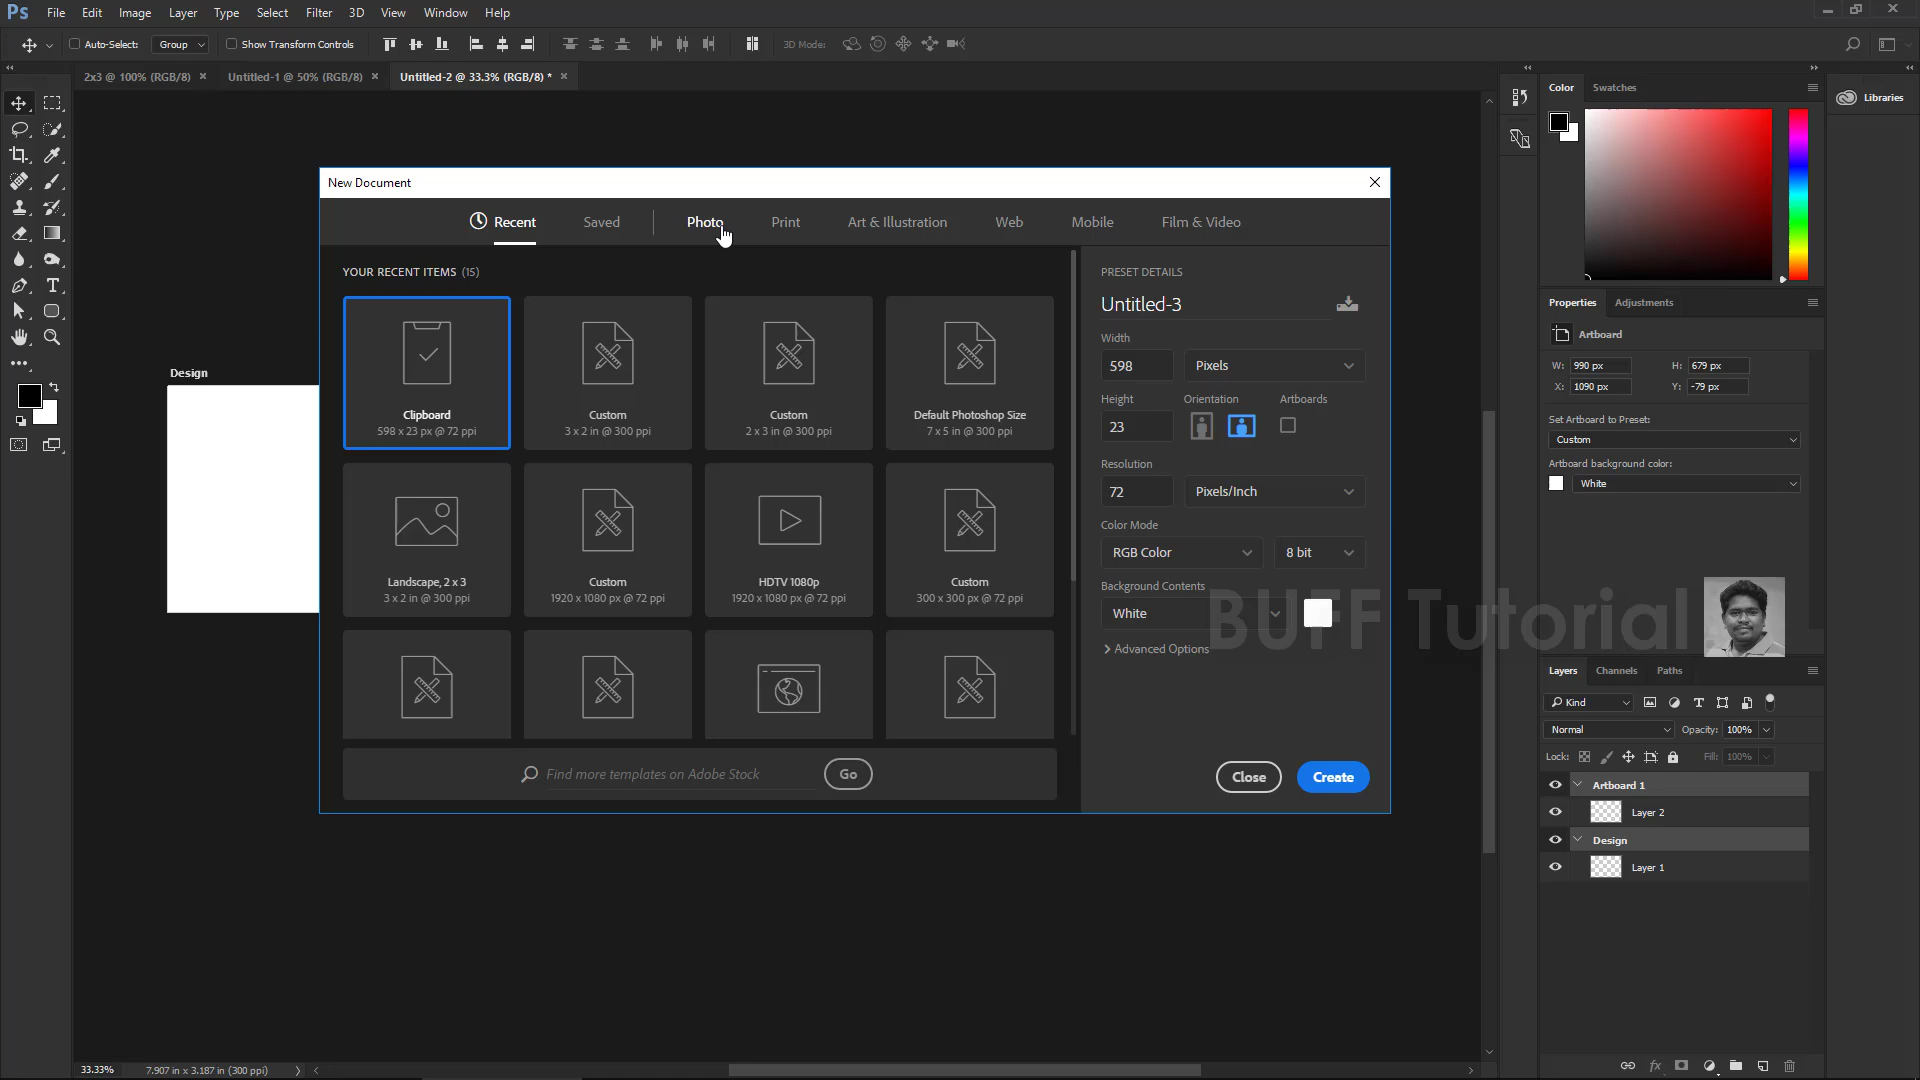 Ps File Edit Image Layer Type Select Filter 3D View Window Help
Auto-Select: Group Show Transform Controls 3D Mode:
2x3 @ 100% (RGB/8) × Untitled-1 @ 50% (RGB/8) × Untitled-2 @ 33.3% (RGB/8) * ×
Design
New Document
Recent Saved Photo Print Art & Illustration Web Mobile Film & Video
YOUR RECENT ITEMS (15)
Clipboard
598 x 23 px @ 72 ppi
Custom
3 x 2 in @ 300 ppi
Custom
2 x 3 in @ 300 ppi
Default Photoshop Size
7 x 5 in @ 300 ppi
Landscape, 2 x 3
3 x 2 in @ 300 ppi
Custom
1920 x 1080 px @ 72 ppi
HDTV 1080p
1920 x 1080 px @ 72 ppi
Custom
300 x 300 px @ 72 ppi
Find more templates on Adobe Stock Go
PRESET DETAILS
Untitled-3
Width
598 Pixels
Height Orientation Artboards
23
Resolution
72 Pixels/Inch
Color Mode
RGB Color 8 bit
Background Contents
White
Advanced Options
Close Create
BUFF Tutorial
Color Swatches
Libraries
Properties Adjustments
Artboard
W: 990 px H: 679 px
X: 1090 px Y: -79 px
Set Artboard to Preset:
Custom
Artboard background color:
White
Layers Channels Paths
Kind
Normal Opacity: 100%
Lock: Fill: 100%
Artboard 1
Layer 2
Design
Layer 1
fx
33.33% 7.907 in x 3.187 in (300 ppi)